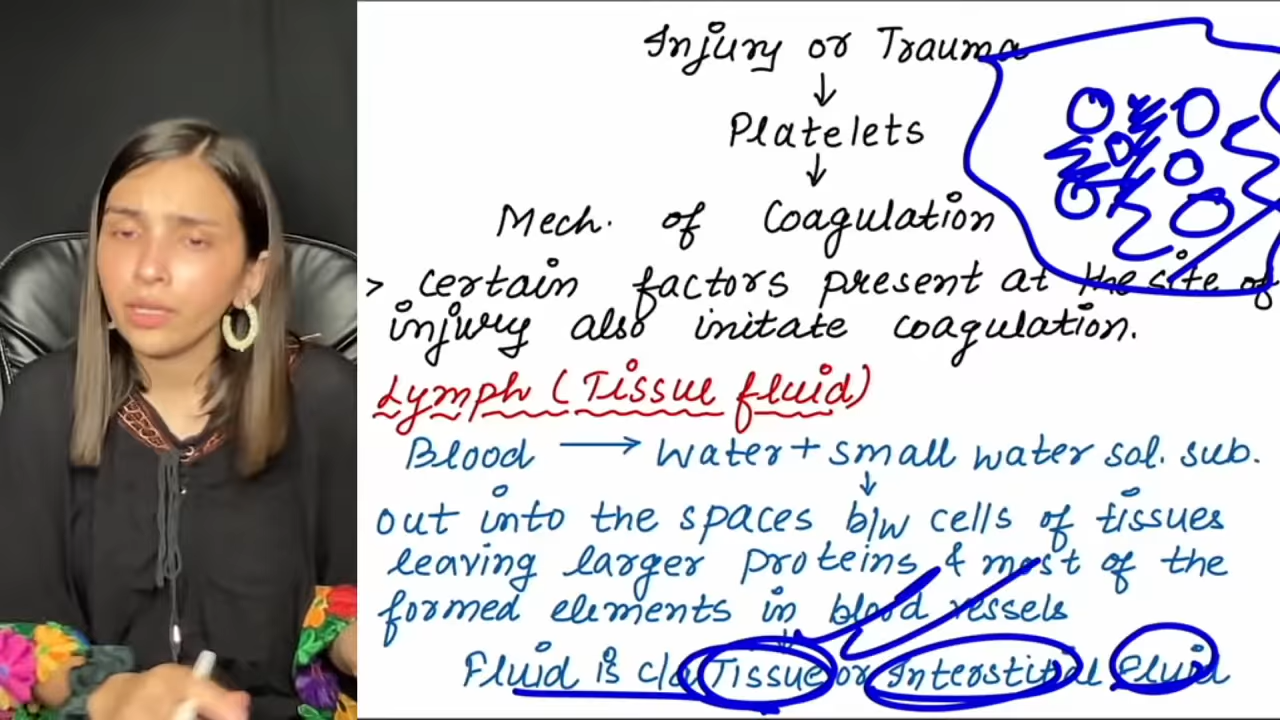 Injury or Trauma
↓
Platelets
↓
Mech. of Coagulation
> certain factors present at the site of
injury also initate coagulation.
Lymph (Tissue fluid)
Blood → Water + small water sol. sub.
↓
out into the spaces b/w cells of tissues
leaving larger proteins & most of the
formed elements in blood vessels
↓
Fluid is c/a Tissue or Interstitial Fluid